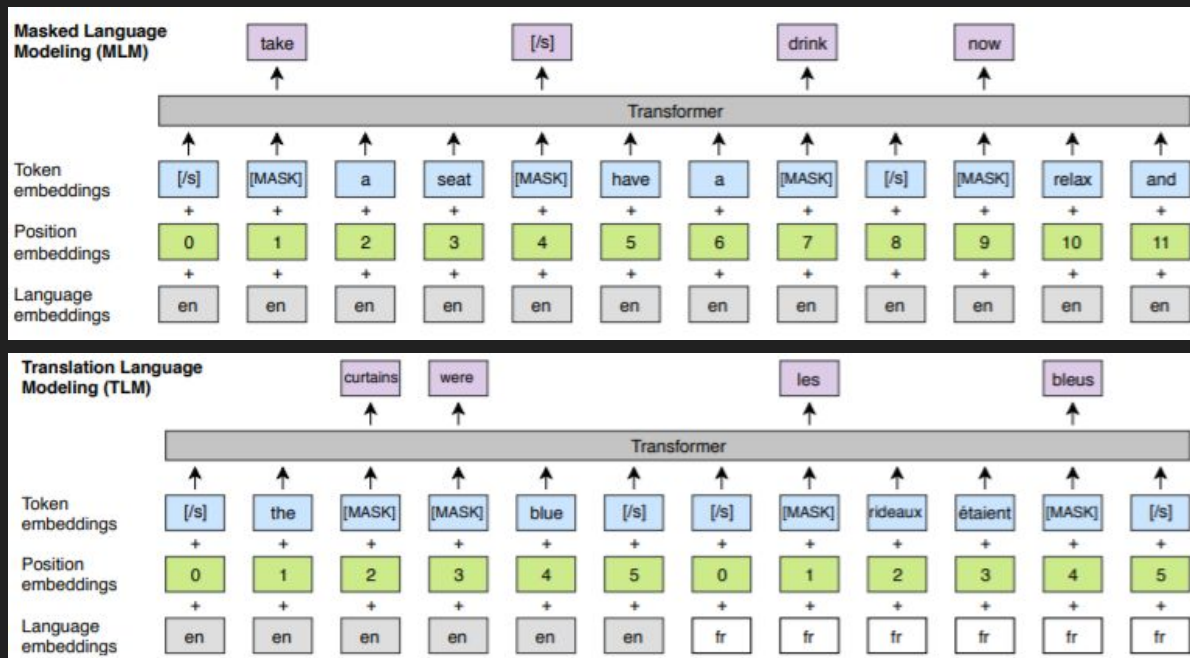 Masked Language
Modeling (MLM)
take [/s] drink now
Transformer
Token
embeddings
[/s] [MASK] a seat [MASK] have a [MASK] [/s] [MASK] relax and
+ + + + + + + + + + + +
Position
embeddings
0 1 2 3 4 5 6 7 8 9 10 11
+ + + + + + + + + + + +
Language
embeddings
en en en en en en en en en en en en
Translation Language
Modeling (TLM)
curtains were les bleus
Transformer
Token
embeddings
[/s] the [MASK] [MASK] blue [/s] [/s] [MASK] rideaux étaient [MASK] [/s]
+ + + + + + + + + + + +
Position
embeddings
0 1 2 3 4 5 0 1 2 3 4 5
+ + + + + + + + + + + +
Language
embeddings
en en en en en en fr fr fr fr fr fr